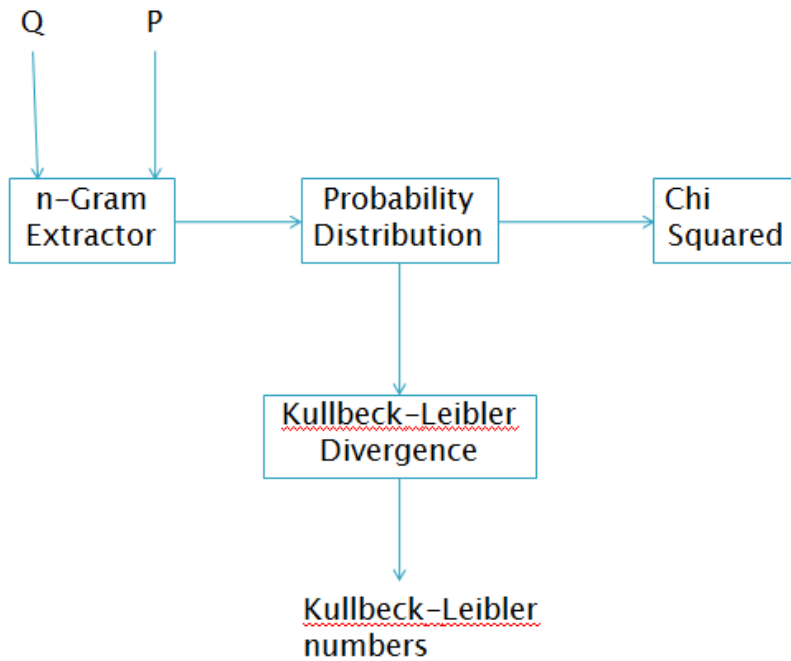 Q P
n-Gram
Extractor
Probability
Distribution
Chi
Squared
Kullbeck-Leibler
Divergence
Kullbeck-Leibler
numbers